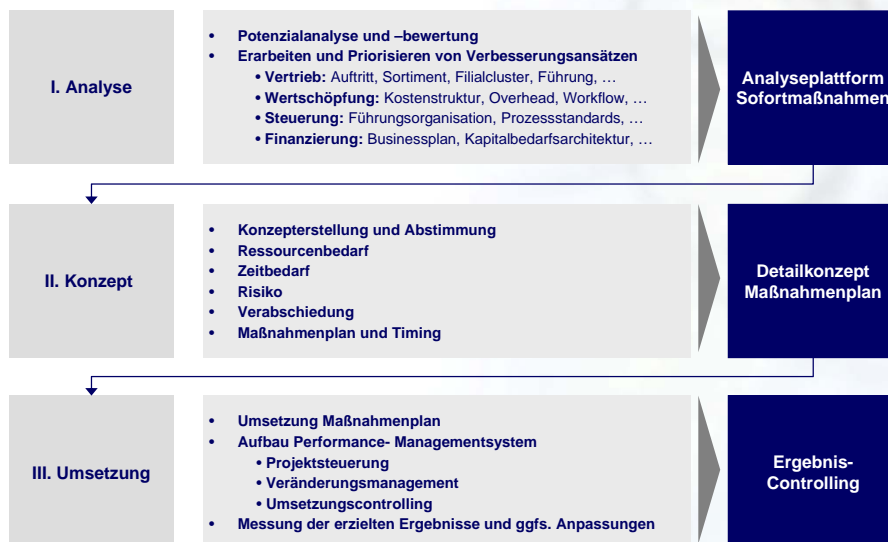 I. Analyse
• Potenzialanalyse und –bewertung
• Erarbeiten und Priorisieren von Verbesserungsansätzen
• Vertrieb: Auftritt, Sortiment, Filialcluster, Führung, …
• Wertschöpfung: Kostenstruktur, Overhead, Workflow, …
• Steuerung: Führungsorganisation, Prozessstandards, …
• Finanzierung: Businessplan, Kapitalbedarfsarchitektur, …
Analyseplattform
Sofortmaßnahmen
II. Konzept
• Konzepterstellung und Abstimmung
• Ressourcenbedarf
• Zeitbedarf
• Risiko
• Verabschiedung
• Maßnahmenplan und Timing
Detailkonzept
Maßnahmenplan
III. Umsetzung
• Umsetzung Maßnahmenplan
• Aufbau Performance- Managementsystem
• Projektsteuerung
• Veränderungsmanagement
• Umsetzungscontrolling
• Messung der erzielten Ergebnisse und ggfs. Anpassungen
Ergebnis-
Controlling